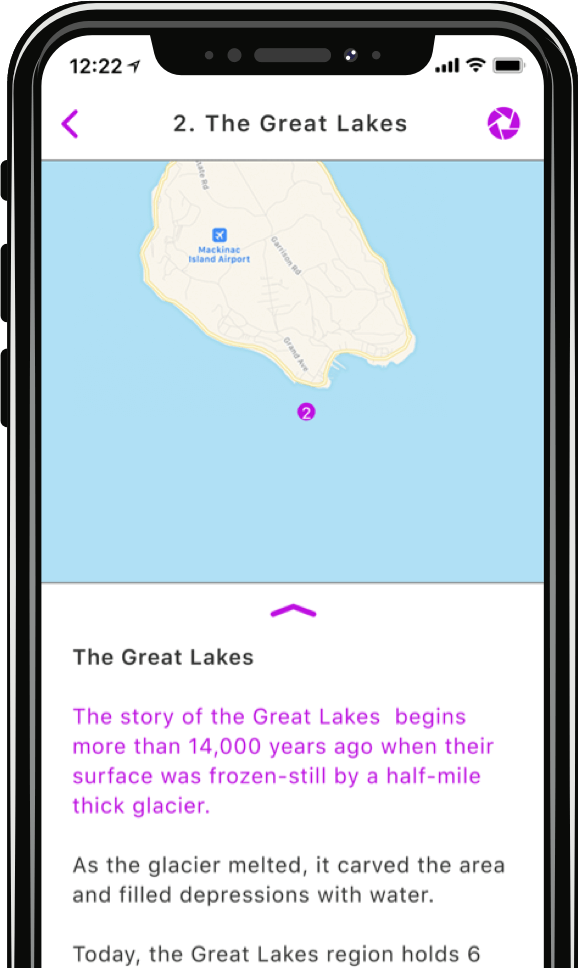 12:22
2. The Great Lakes
Mackinac
Island Airport
Garrison Rd
Grand Ave
2
The Great Lakes
The story of the Great Lakes  begins
more than 14,000 years ago when their
surface was frozen-still by a half-mile
thick glacier.
As the glacier melted, it carved the area
and filled depressions with water.
Today, the Great Lakes region holds 6